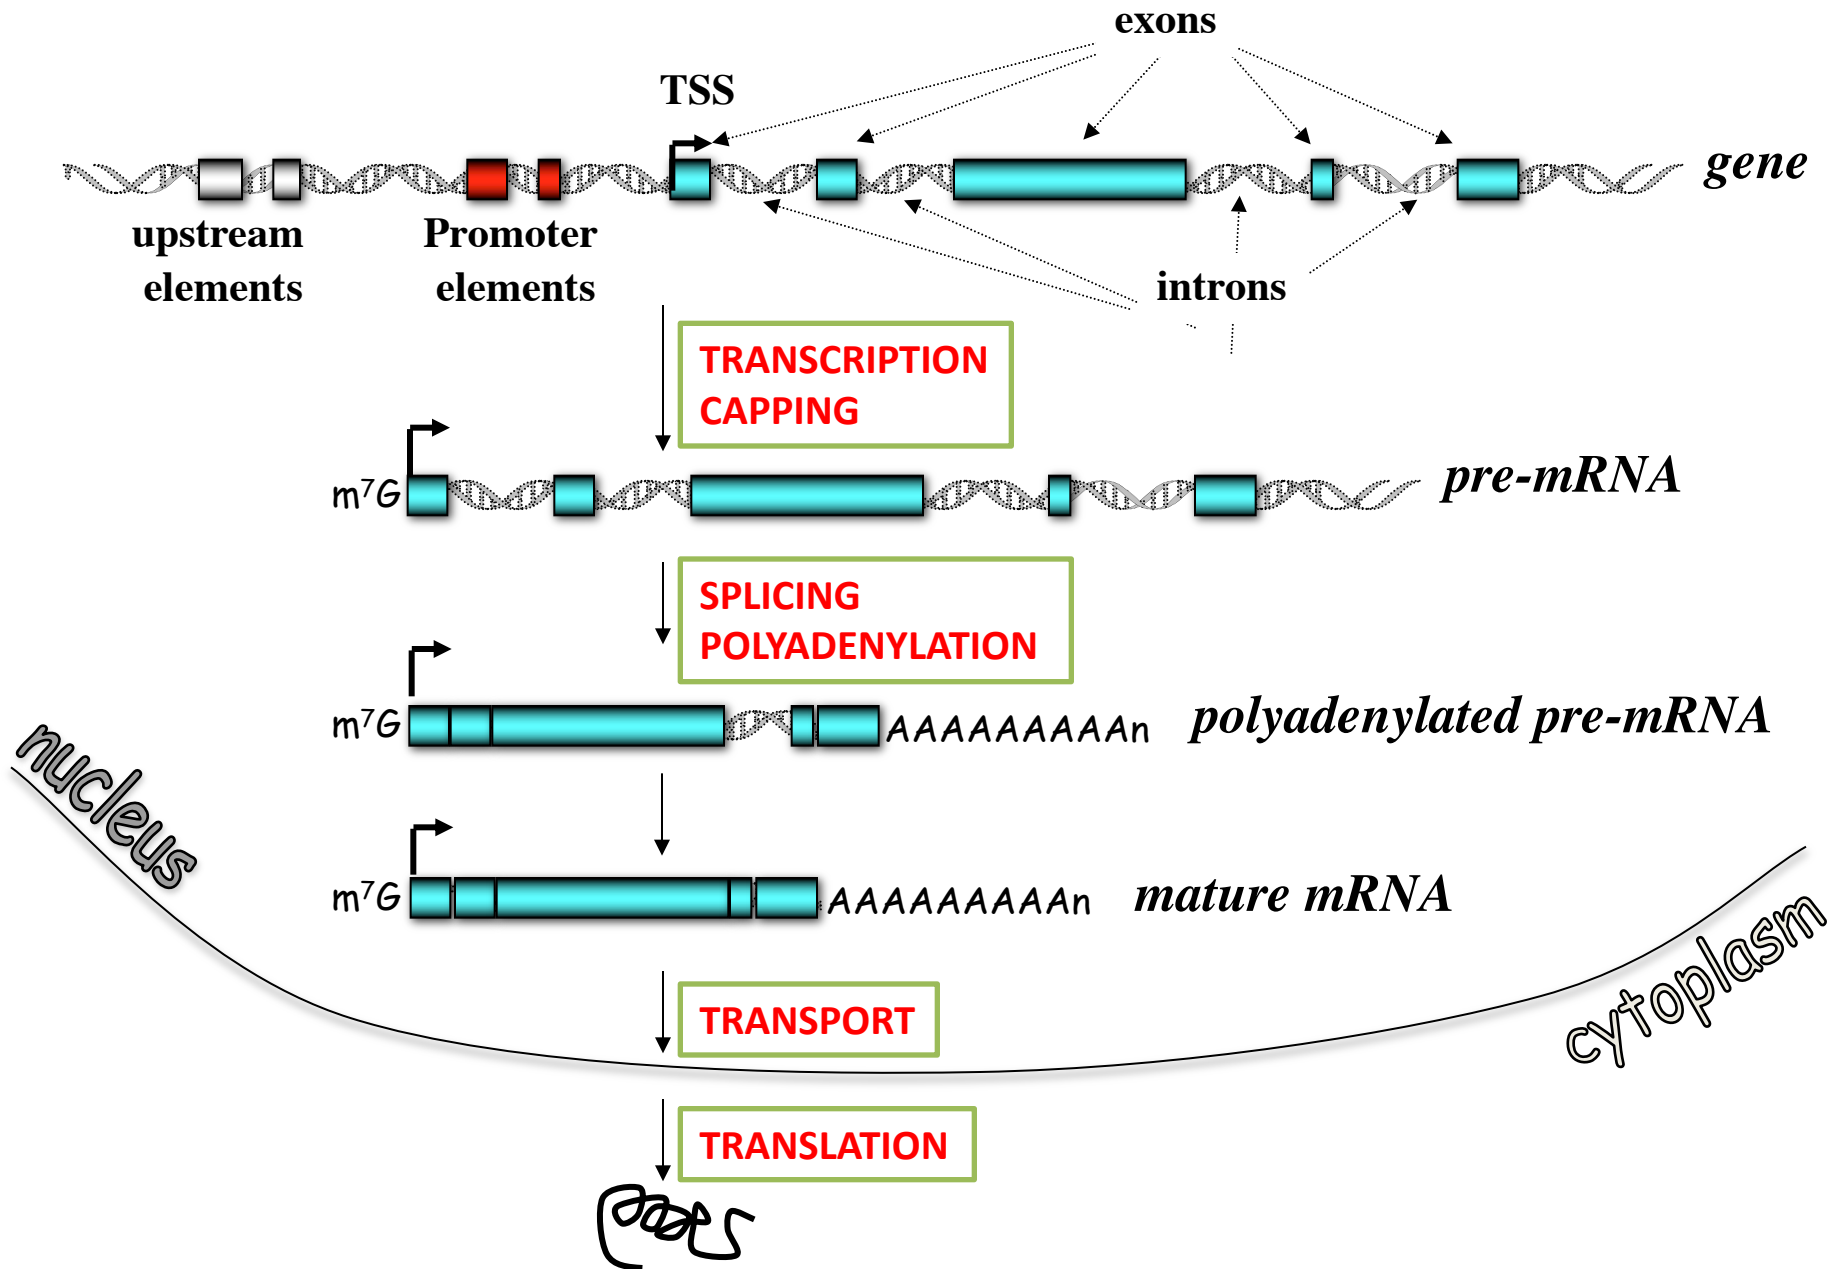 exons
TSS
gene
upstream
elements
Promoter
elements
introns
TRANSCRIPTION
CAPPING
m⁷G
pre-mRNA
SPLICING
POLYADENYLATION
m⁷G
AAAAAAAAAn
polyadenylated pre-mRNA
nucleus
m⁷G
AAAAAAAAAn
mature mRNA
cytoplasm
TRANSPORT
TRANSLATION